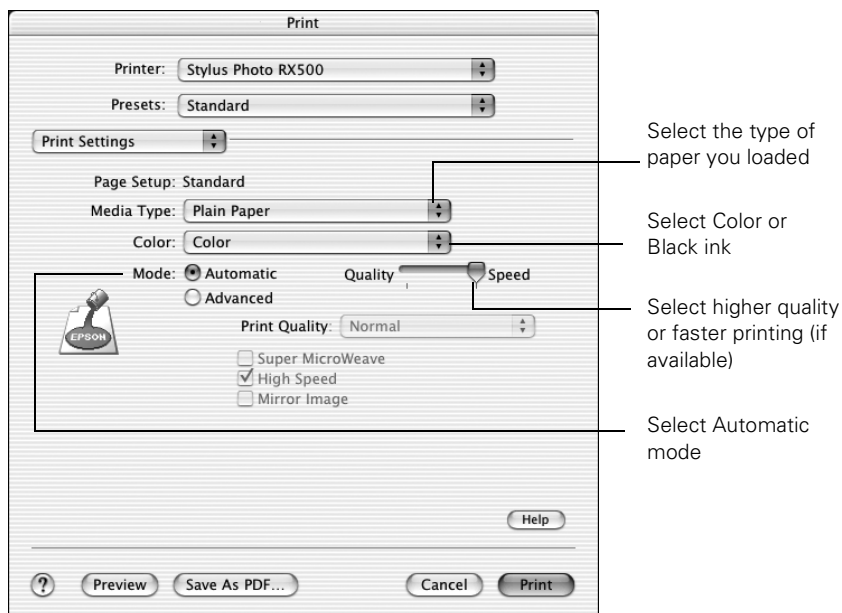 Print
Printer: Stylus Photo RX500
Presets: Standard
Print Settings
Page Setup: Standard
Media Type: Plain Paper
Color: Color
Mode: Automatic Quality Speed
Advanced
Print Quality: Normal
EPSON
Super MicroWeave
High Speed
Mirror Image
Help
? Preview Save As PDF... Cancel Print
Select the type of
paper you loaded
Select Color or
Black ink
Select higher quality
or faster printing (if
available)
Select Automatic
mode